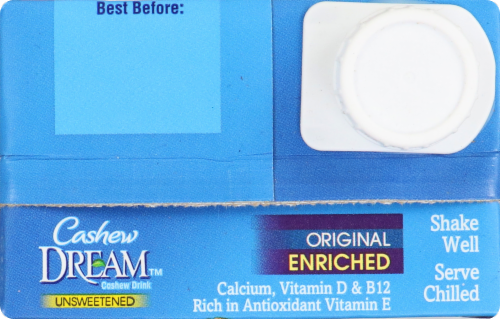 Best Before:
Cashew
DREAM™
Cashew Drink
UNSWEETENED
ORIGINAL
ENRICHED
Calcium, Vitamin D & B12
Rich in Antioxidant Vitamin E
Shake
Well
Serve
Chilled